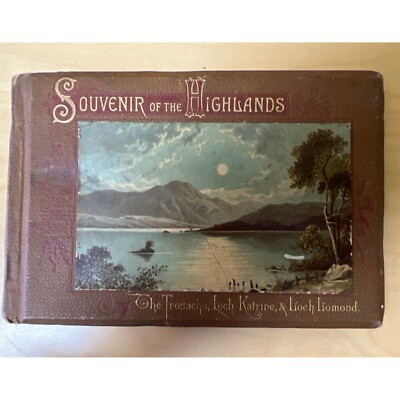 SOUVENIR OF THE HIGHLANDS
The Trosachs, Loch Katrine, & Loch Lomond.